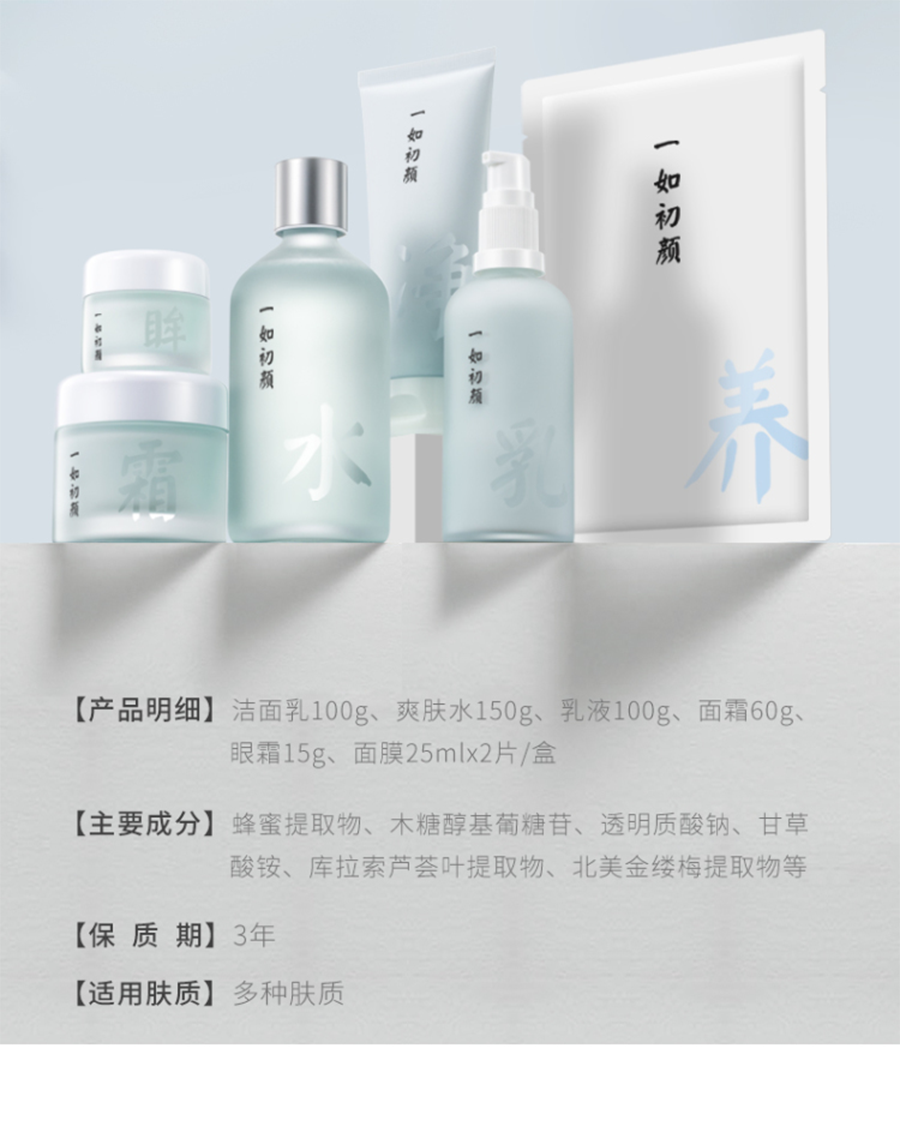 一如初颜
一如初颜
养
一如初颜
水
一如初颜
乳
一如初颜
眸
一如初颜
霜
【产品明细】洁面乳100g、爽肤水150g、乳液100g、面霜60g、
眼霜15g、面膜25mlx2片/盒
【主要成分】蜂蜜提取物、木糖醇基葡糖苷、透明质酸钠、甘草
酸铵、库拉索芦荟叶提取物、北美金缕梅提取物等
【保 质 期】3年
【适用肤质】多种肤质